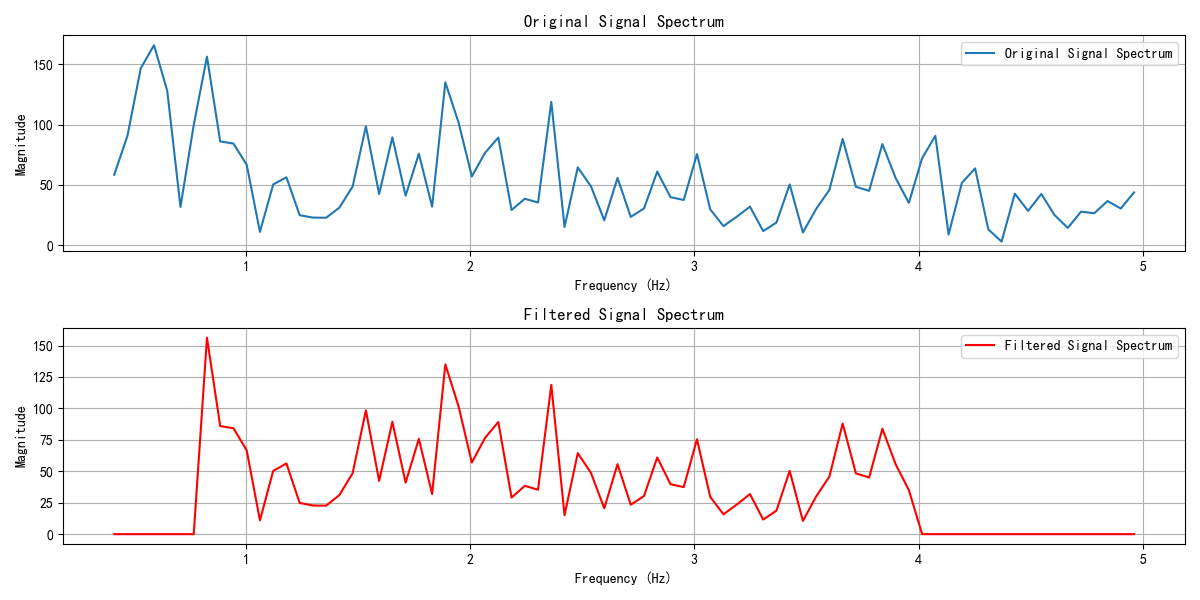 Original Signal Spectrum
Original Signal Spectrum
Magnitude
150
100
50
0
1 2 3 4 5
Frequency (Hz)
Filtered Signal Spectrum
Filtered Signal Spectrum
Magnitude
150
125
100
75
50
25
0
1 2 3 4 5
Frequency (Hz)